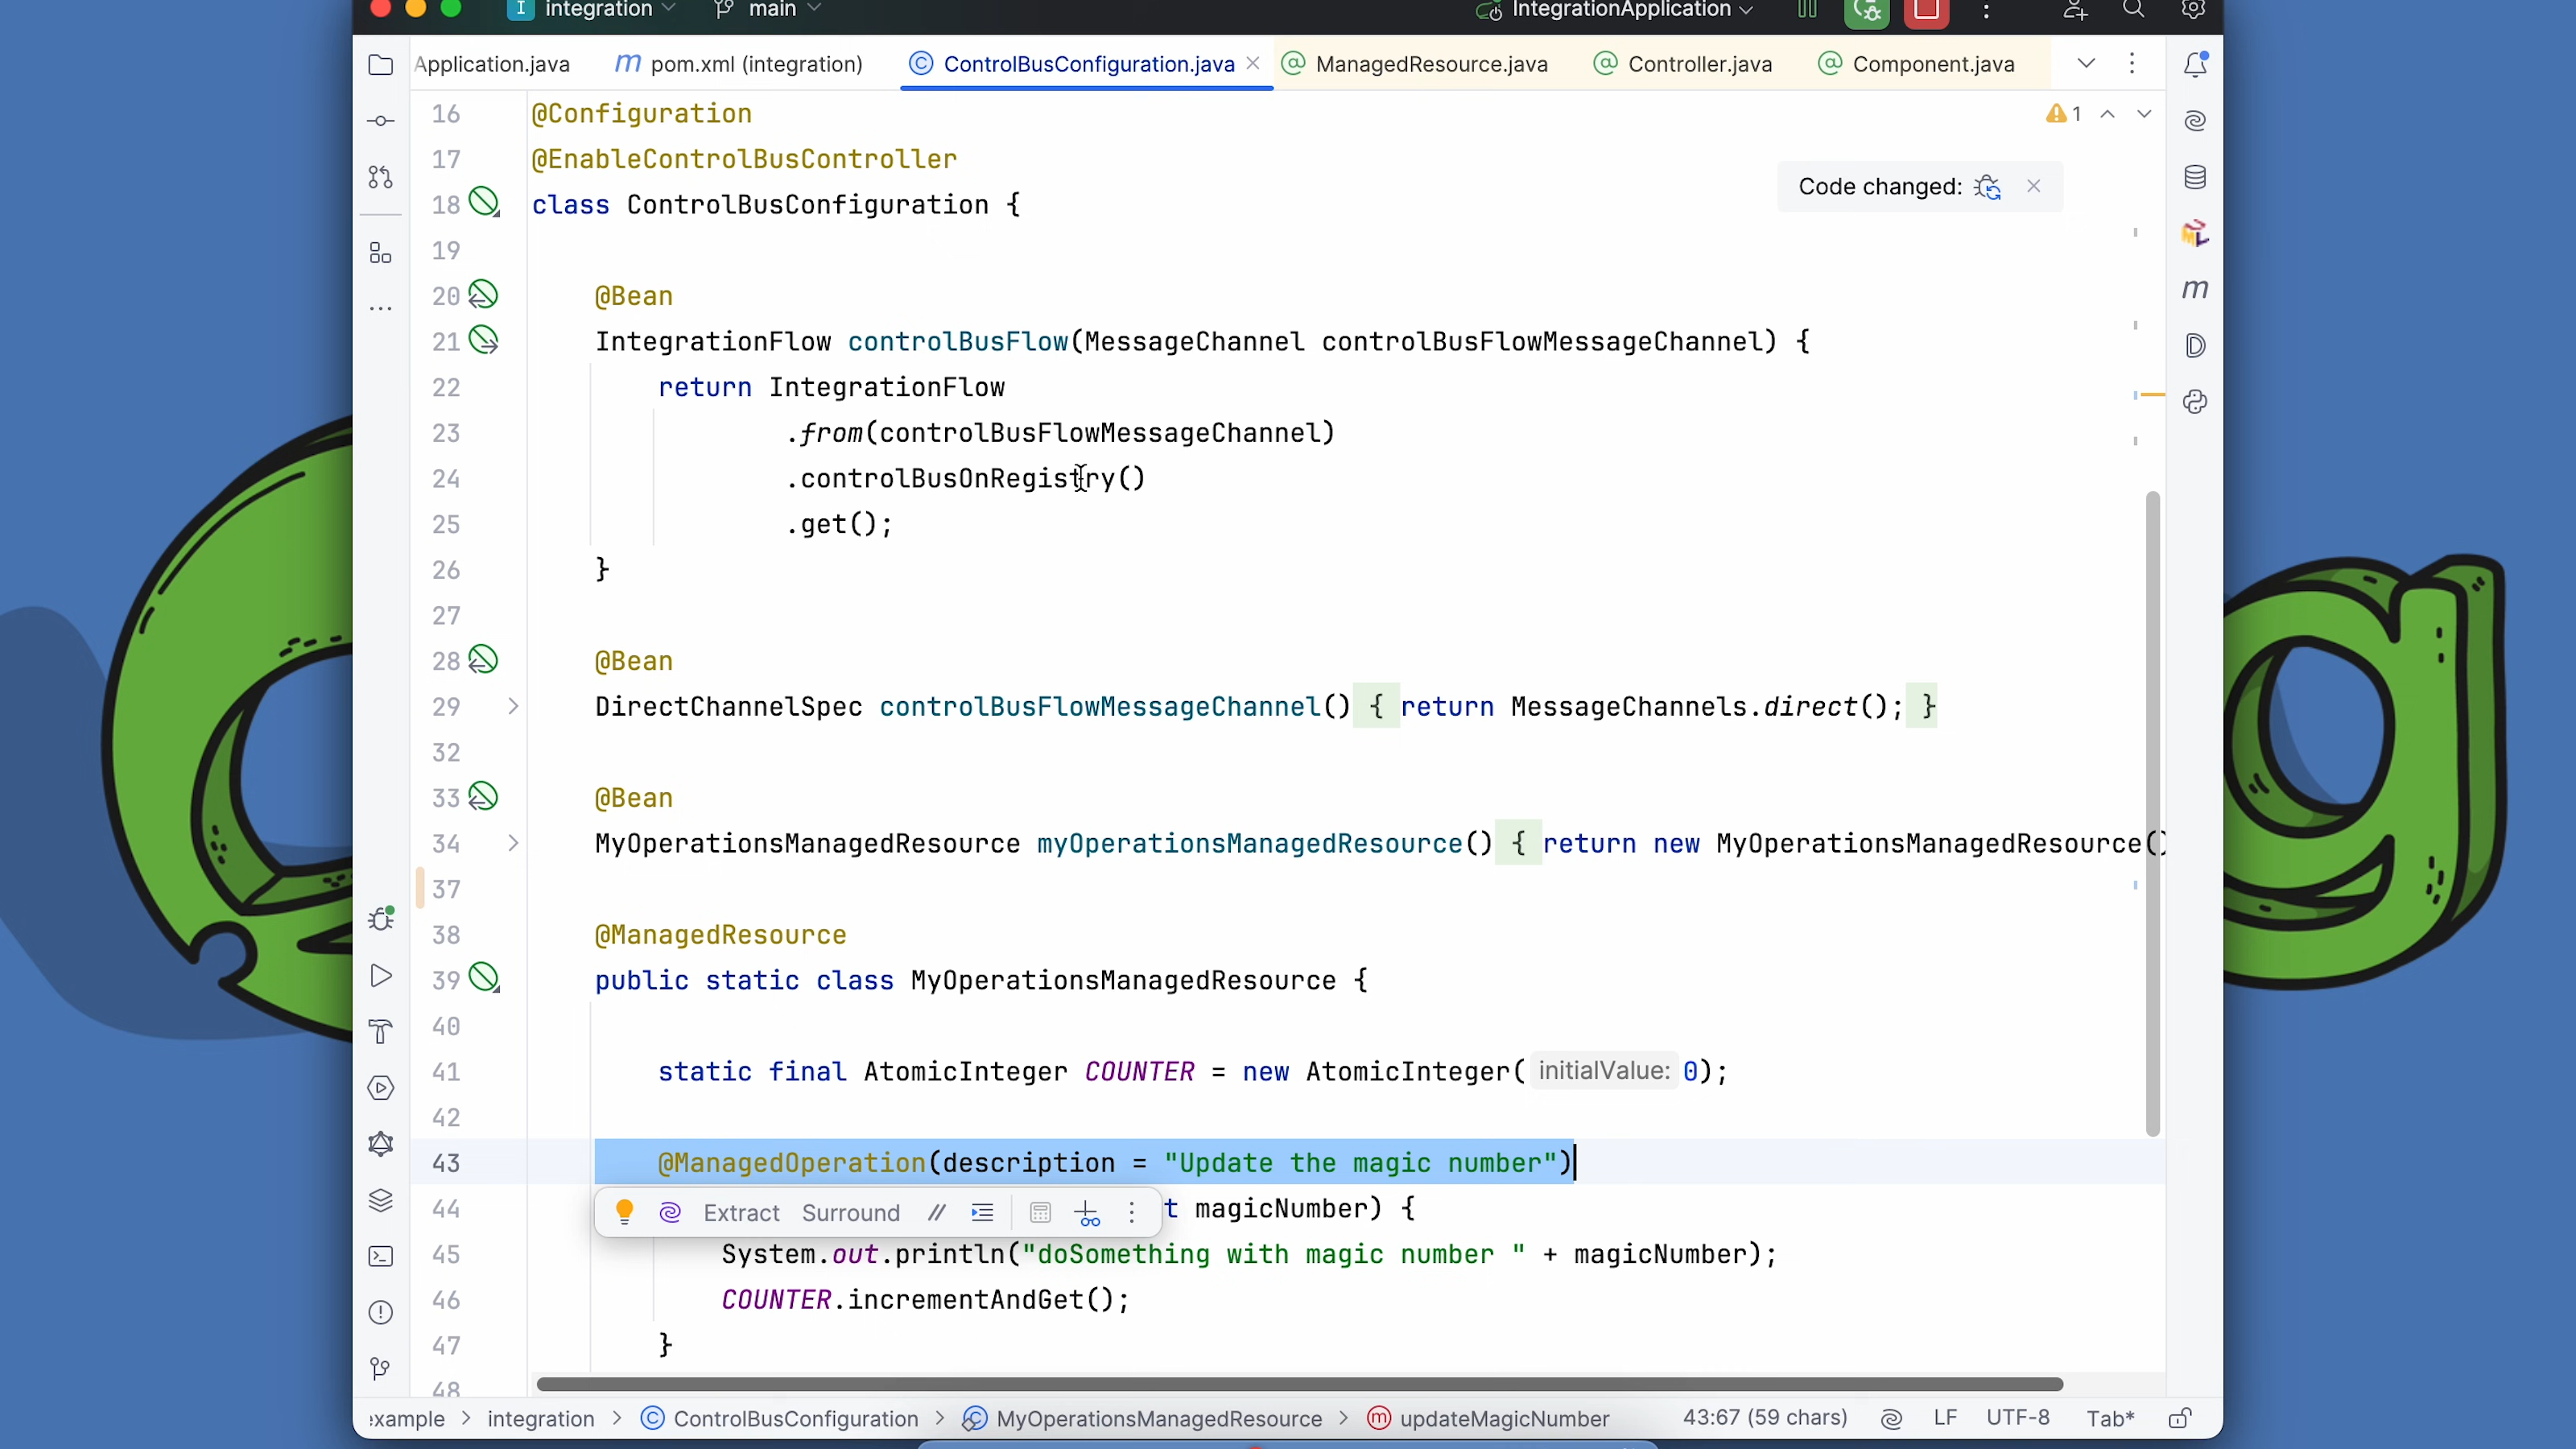 I integration main IntegrationApplication
Application.java m pom.xml (integration) C ControlBusConfiguration.java @ ManagedResource.java @ Controller.java @ Component.java
16 @Configuration
1
17 @EnableControlBusController
Code changed:
18 class ControlBusConfiguration {
19
20 @Bean
21 IntegrationFlow controlBusFlow(MessageChannel controlBusFlowMessageChannel) {
22 return IntegrationFlow
23 .from(controlBusFlowMessageChannel)
24 .controlBusOnRegistry()
25 .get();
26 }
27
28 @Bean
29 DirectChannelSpec controlBusFlowMessageChannel() { return MessageChannels.direct(); }
32
33 @Bean
34 MyOperationsManagedResource myOperationsManagedResource() { return new MyOperationsManagedResource()
37
38 @ManagedResource
39 public static class MyOperationsManagedResource {
40
41 static final AtomicInteger COUNTER = new AtomicInteger( initialValue: 0);
42
43 @ManagedOperation(description = "Update the magic number")
44 t magicNumber) {
Extract Surround //
45 System.out.println("doSomething with magic number " + magicNumber);
46 COUNTER.incrementAndGet();
47 }
48
example > integration > C ControlBusConfiguration > C MyOperationsManagedResource > m updateMagicNumber 43:67 (59 chars) LF UTF-8 Tab*